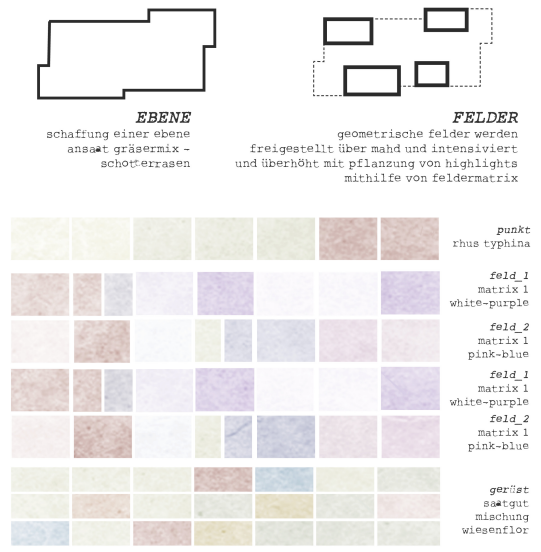 EBENE
schaffung einer ebene
ansaat gräsermix -
schotterrasen
FELDER
geometrische felder werden
freigestellt über mahd und intensiviert
und überhöht mit pflanzung von highlights
mithilfe von feldermatrix
punkt
rhus typhina
feld_1
matrix 1
white-purple
feld_2
matrix 1
pink-blue
feld_1
matrix 1
white-purple
feld_2
matrix 1
pink-blue
gerüst
saatgut
mischung
wiesenflor